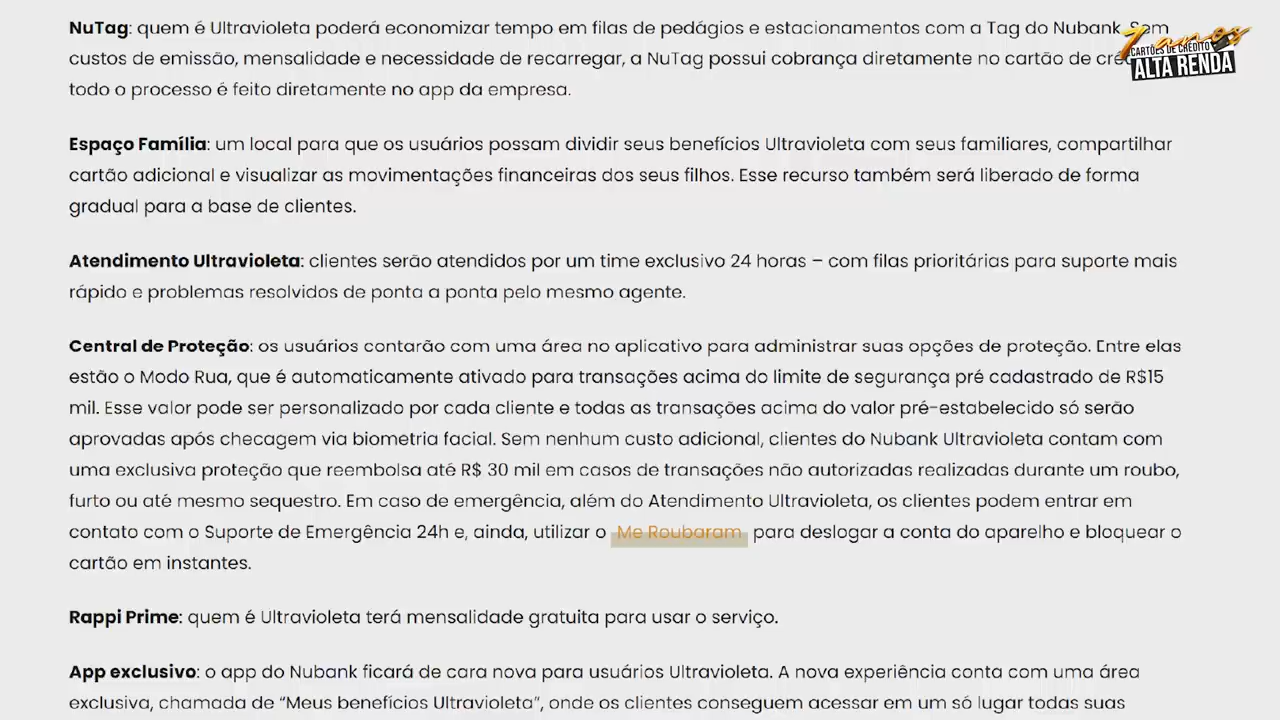 NuTag: quem é Ultravioleta poderá economizar tempo em filas de pedágios e estacionamentos com a Tag do Nubank. Sem
custos de emissão, mensalidade e necessidade de recarregar, a NuTag possui cobrança diretamente no cartão de
todo o processo é feito diretamente no app da empresa.
7 anos
CARTÕES DE CRÉDITO
ALTA RENDA
Espaço Família: um local para que os usuários possam dividir seus benefícios Ultravioleta com seus familiares, compartilhar
cartão adicional e visualizar as movimentações financeiras dos seus filhos. Esse recurso também será liberado de forma
gradual para a base de clientes.
Atendimento Ultravioleta: clientes serão atendidos por um time exclusivo 24 horas – com filas prioritárias para suporte mais
rápido e problemas resolvidos de ponta a ponta pelo mesmo agente.
Central de Proteção: os usuários contarão com uma área no aplicativo para administrar suas opções de proteção. Entre elas
estão o Modo Rua, que é automaticamente ativado para transações acima do limite de segurança pré cadastrado de R$15
mil. Esse valor pode ser personalizado por cada cliente e todas as transações acima do valor pré-estabelecido só serão
aprovadas após checagem via biometria facial. Sem nenhum custo adicional, clientes do Nubank Ultravioleta contam com
uma exclusiva proteção que reembolsa até R$ 30 mil em casos de transações não autorizadas realizadas durante um roubo,
furto ou até mesmo sequestro. Em caso de emergência, além do Atendimento Ultravioleta, os clientes podem entrar em
contato com o Suporte de Emergência 24h e, ainda, utilizar o Me Roubaram para deslogar a conta do aparelho e bloquear o
cartão em instantes.
Rappi Prime: quem é Ultravioleta terá mensalidade gratuita para usar o serviço.
App exclusivo: o app do Nubank ficará de cara nova para usuários Ultravioleta. A nova experiência conta com uma área
exclusiva, chamada de “Meus benefícios Ultravioleta”, onde os clientes conseguem acessar em um só lugar todas suas